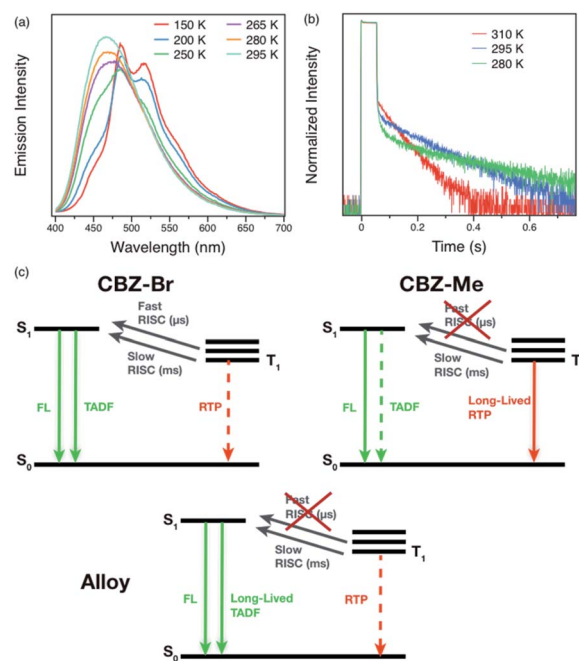 (a)
150 K
200 K
250 K
265 K
280 K
295 K
Emission Intensity
400
450
500
550
600
650
700
Wavelength (nm)
(b)
310 K
295 K
280 K
Normalized Intensity
0
0.2
0.4
0.6
Time (s)
(c)
CBZ-Br
S1
Fast
RISC (μs)
Slow
RISC (ms)
T1
FL
TADF
RTP
S0
CBZ-Me
S1
Fast
RISC (μs)
Slow
RISC (ms)
T1
FL
TADF
Long-Lived
RTP
S0
Alloy
S1
Fast
RISC (μs)
Slow
RISC (ms)
T1
FL
Long-Lived
TADF
RTP
S0